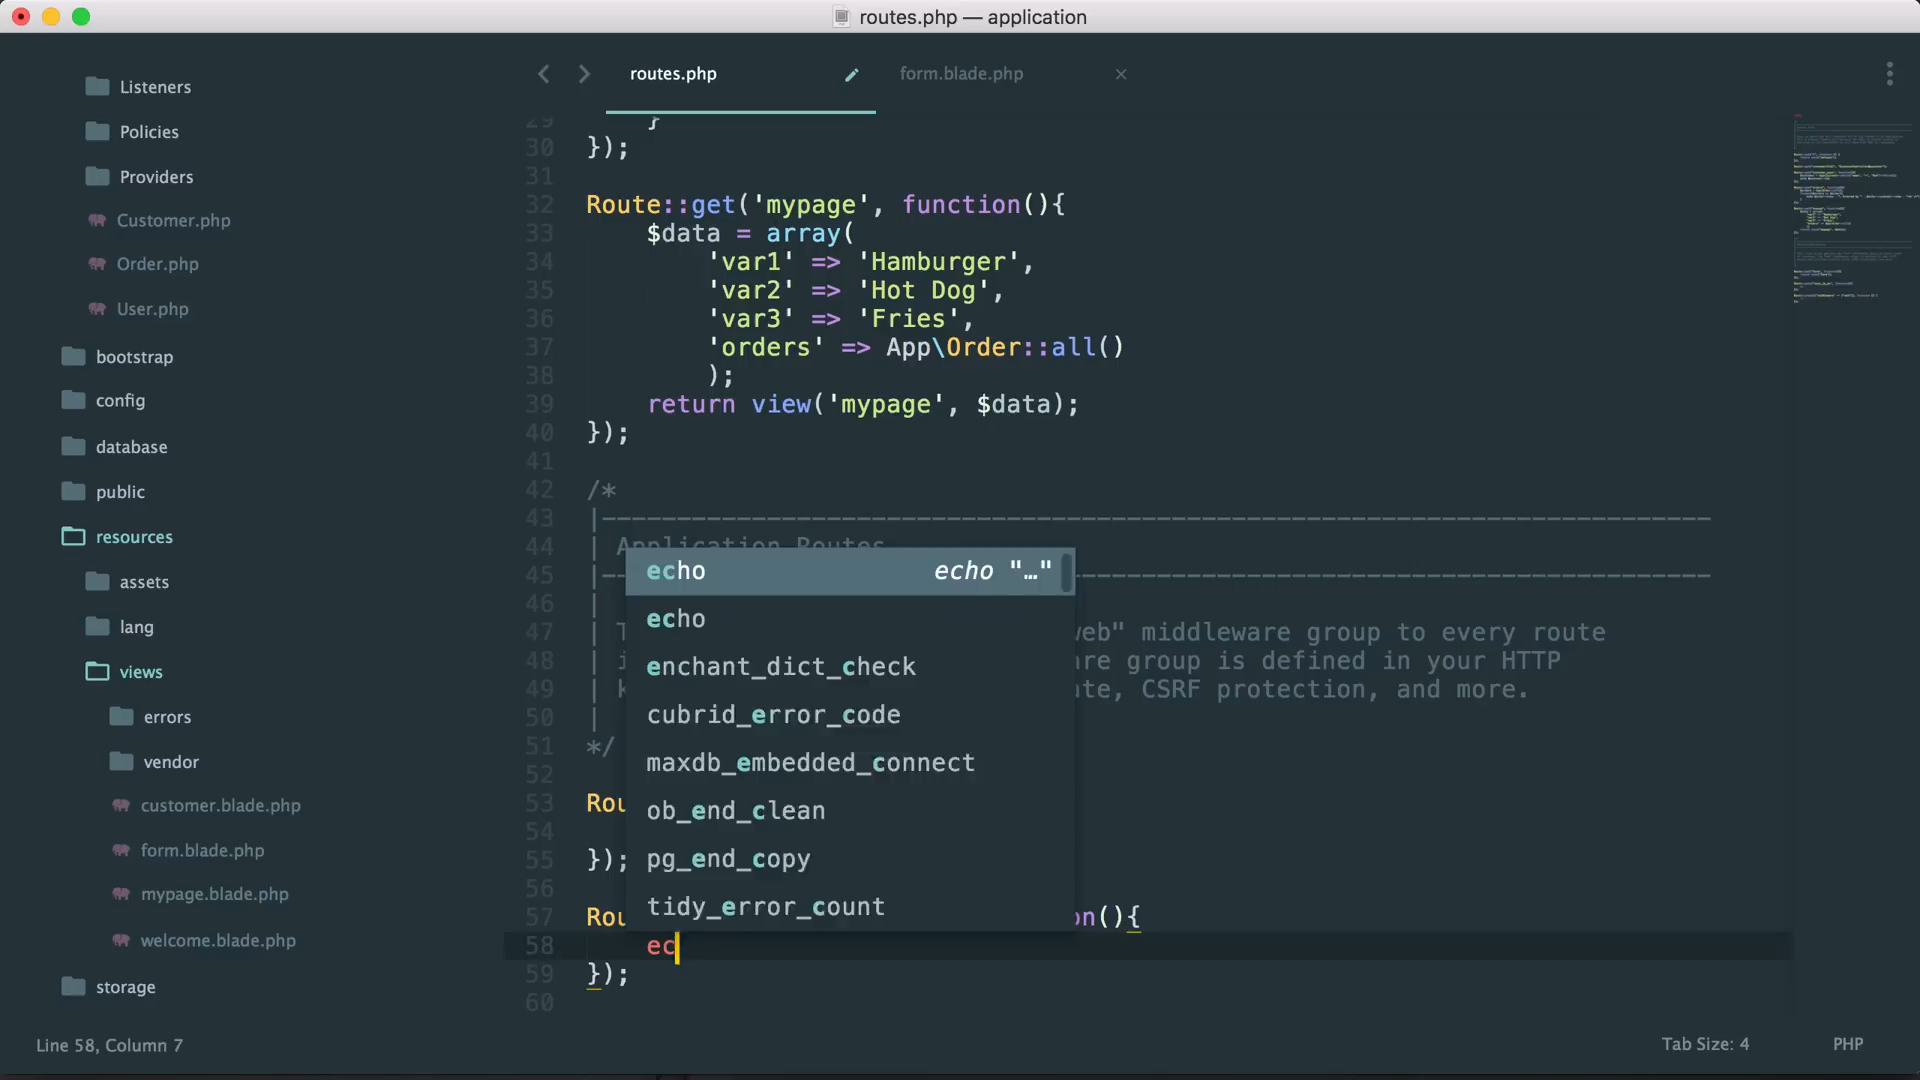 routes.php — application
Listeners
Policies
Providers
Customer.php
Order.php
User.php
bootstrap
config
database
public
resources
assets
lang
views
errors
vendor
customer.blade.php
form.blade.php
mypage.blade.php
welcome.blade.php
storage
routes.php
form.blade.php
29 }
30 });
31
32 Route::get('mypage', function(){
33 $data = array(
34 'var1' => 'Hamburger',
35 'var2' => 'Hot Dog',
36 'var3' => 'Fries',
37 'orders' => App\Order::all()
38 );
39 return view('mypage', $data);
40 });
41
42 /*
43 |--------------------------------------------------------------------------
44 | Application Routes
45 |--------------------------------------------------------------------------
46 |
47 | T web" middleware group to every route
48 | i re group is defined in your HTTP
49 | k te, CSRF protection, and more.
50 |
51 */
52
53 Rou
54
55 });
56
57 Rou on(){
58 ec
59 });
60
echo echo "…"
echo
enchant_dict_check
cubrid_error_code
maxdb_embedded_connect
ob_end_clean
pg_end_copy
tidy_error_count
Line 58, Column 7
Tab Size: 4
PHP